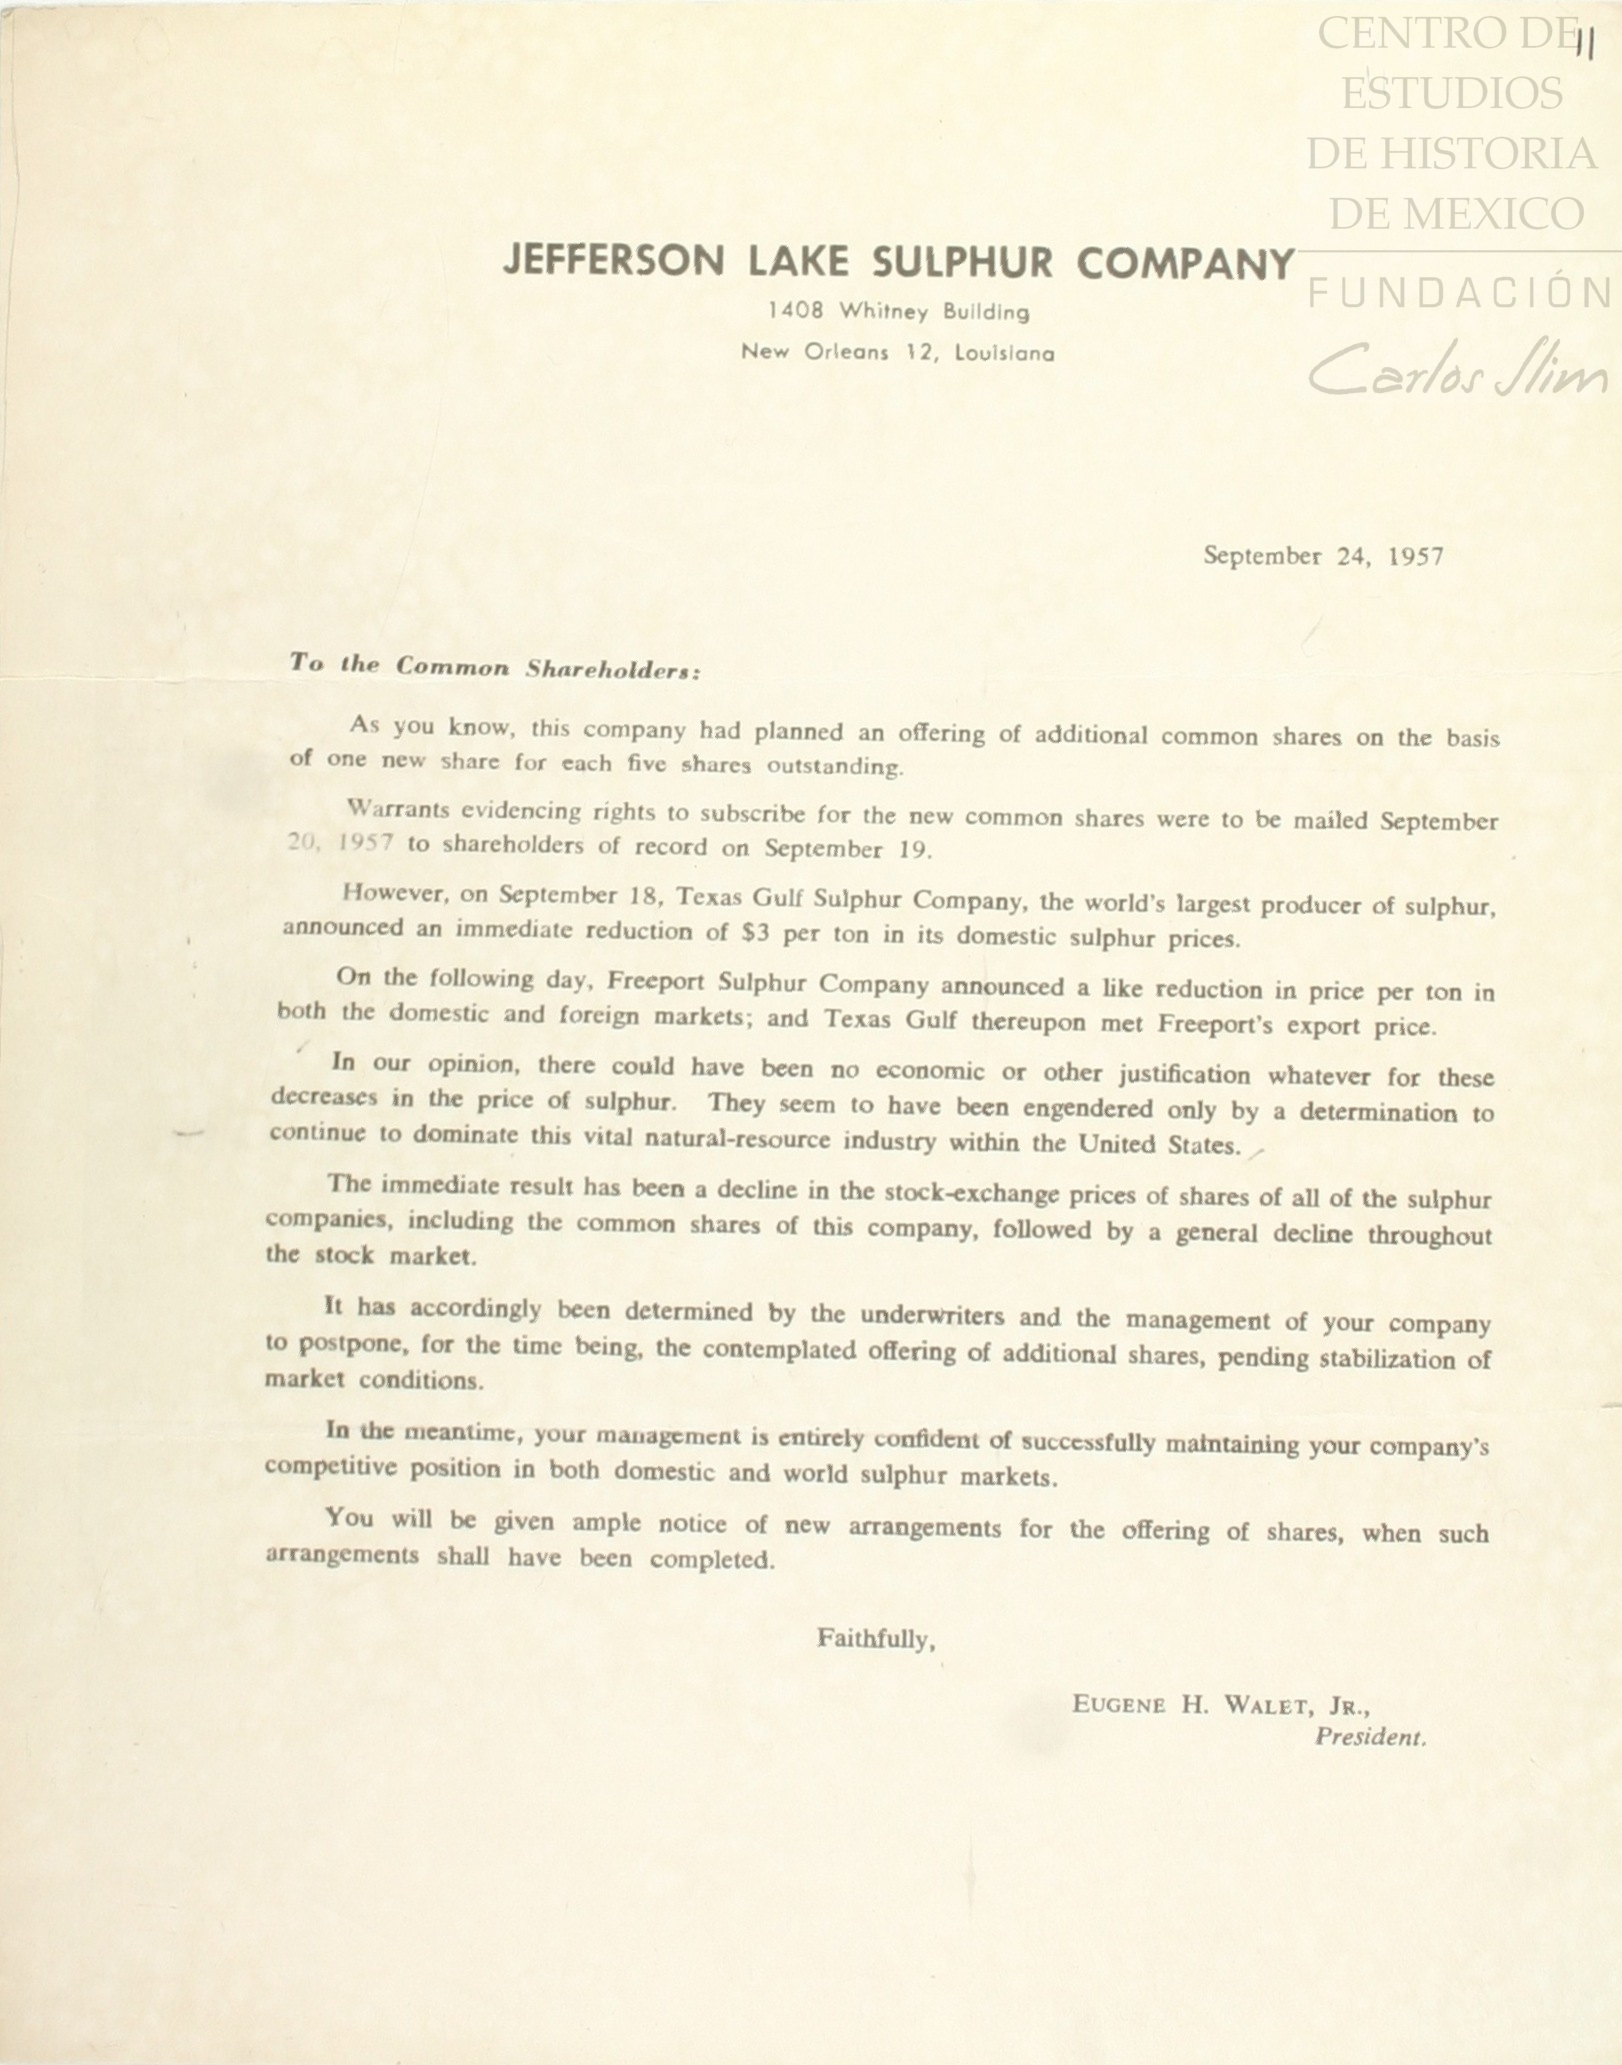 CENTRO DE
11
ESTUDIOS
DE HISTORIA
DE MEXICO
FUNDACIÓN
Carlos Slim
JEFFERSON LAKE SULPHUR COMPANY
1408 Whitney Building
New Orleans 12, Louisiana
September 24, 1957
To the Common Shareholders:
As you know, this company had planned an offering of additional common shares on the basis
of one new share for each five shares outstanding.
Warrants evidencing rights to subscribe for the new common shares were to be mailed September
20, 1957 to shareholders of record on September 19.
However, on September 18, Texas Gulf Sulphur Company, the world's largest producer of sulphur,
announced an immediate reduction of $3 per ton in its domestic sulphur prices.
On the following day, Freeport Sulphur Company announced a like reduction in price per ton in
both the domestic and foreign markets; and Texas Gulf thereupon met Freeport's export price.
In our opinion, there could have been no economic or other justification whatever for these
decreases in the price of sulphur. They seem to have been engendered only by a determination to
continue to dominate this vital natural-resource industry within the United States.
The immediate result has been a decline in the stock-exchange prices of shares of all of the sulphur
companies, including the common shares of this company, followed by a general decline throughout
the stock market.
It has accordingly been determined by the underwriters and the management of your company
to postpone, for the time being, the contemplated offering of additional shares, pending stabilization of
market conditions.
In the meantime, your management is entirely confident of successfully maintaining your company's
competitive position in both domestic and world sulphur markets.
You will be given ample notice of new arrangements for the offering of shares, when such
arrangements shall have been completed.
Faithfully,
EUGENE H. WALET, JR.,
President.